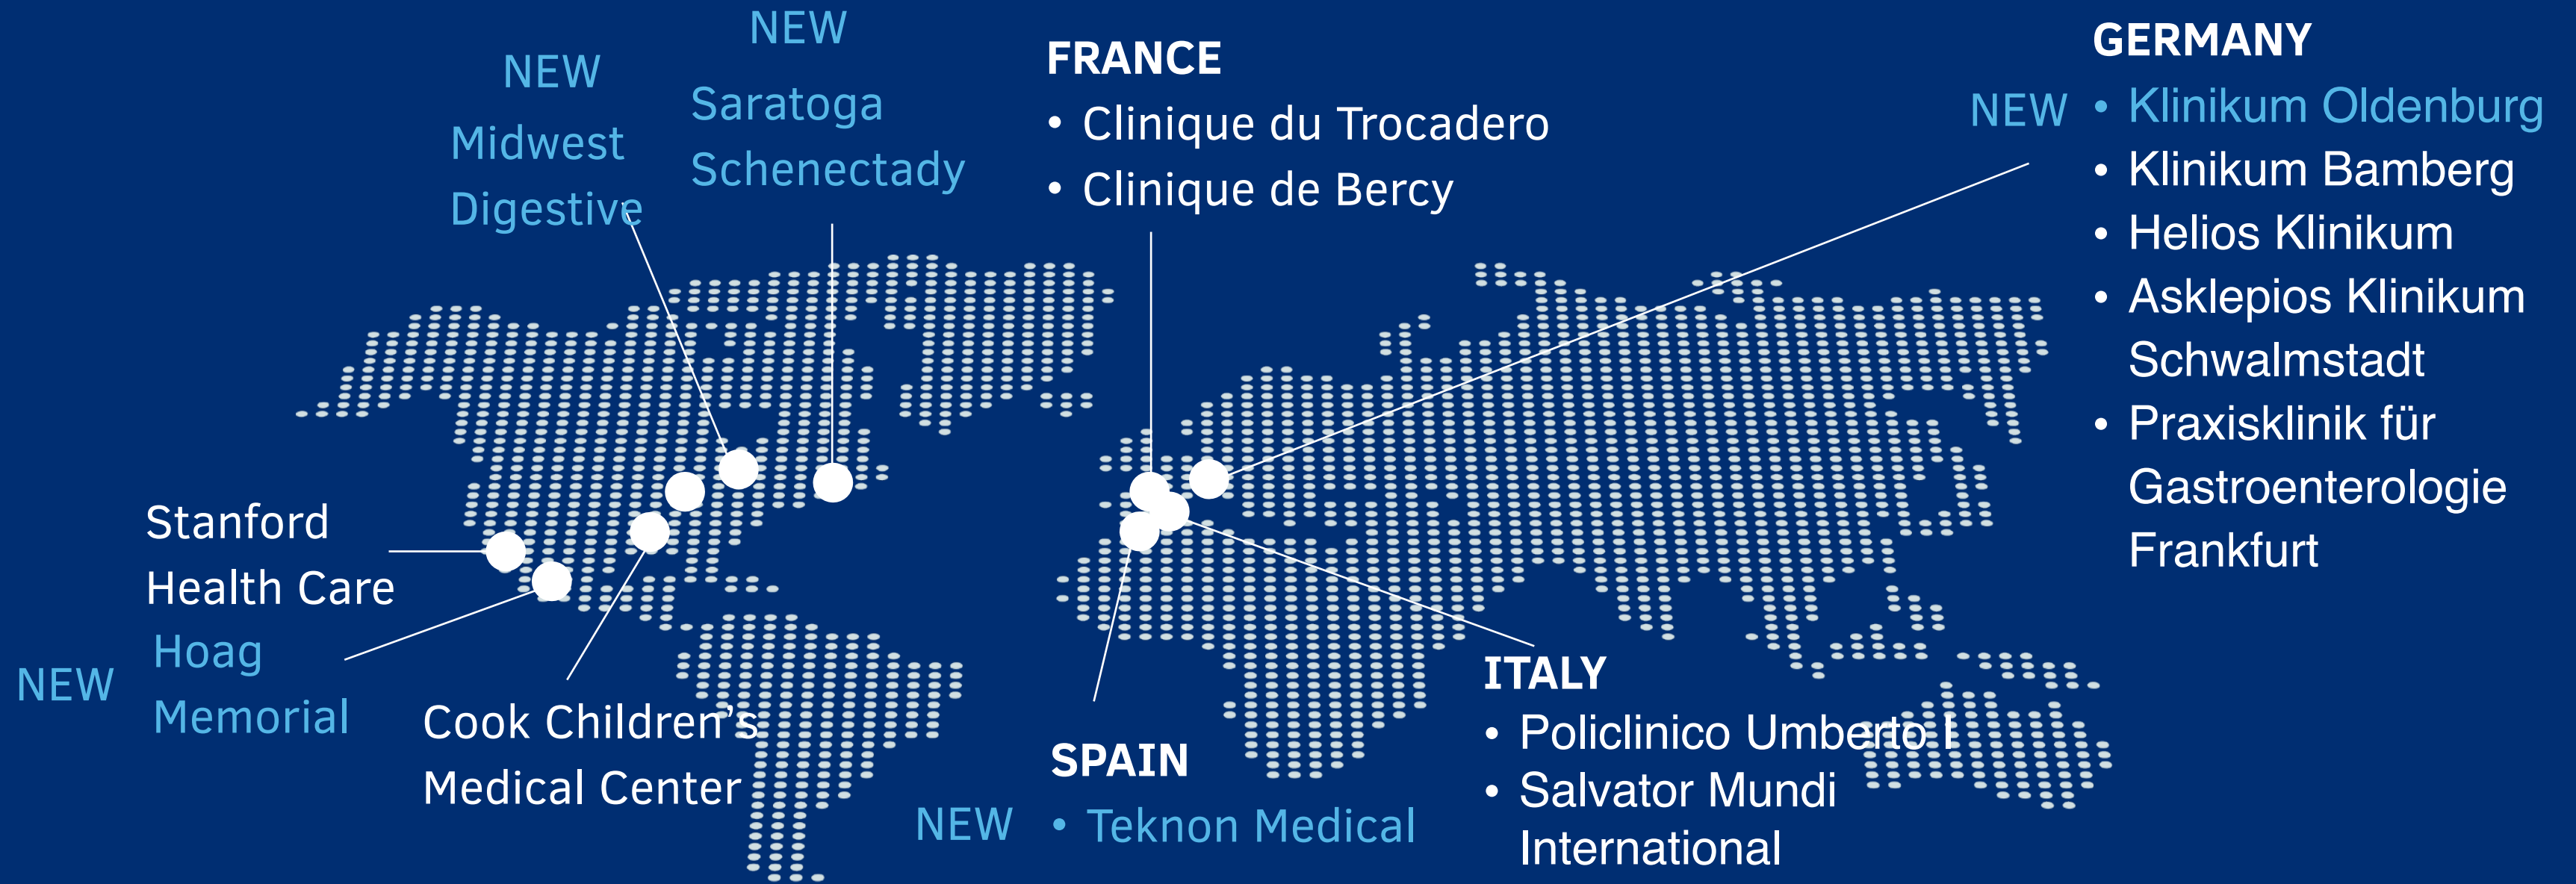 NEW
Midwest
Digestive
NEW
Saratoga
Schenectady
FRANCE
• Clinique du Trocadero
• Clinique de Bercy
GERMANY
NEW • Klinikum Oldenburg
• Klinikum Bamberg
• Helios Klinikum
• Asklepios Klinikum
Schwalmstadt
• Praxisklinik für
Gastroenterologie
Frankfurt
Stanford
Health Care
NEW
Hoag
Memorial
Cook Children's
Medical Center
SPAIN
NEW • Teknon Medical
ITALY
• Policlinico Umberto I
• Salvator Mundi
International